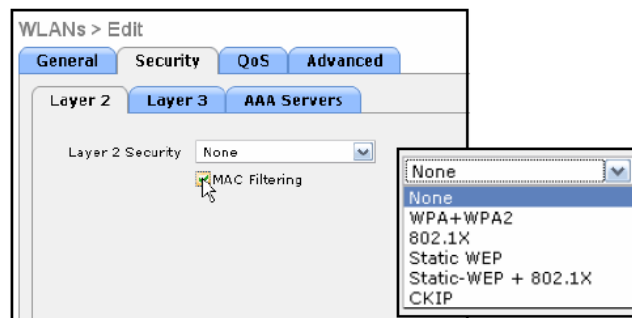 WLANs > Edit
General Security QoS Advanced
Layer 2 Layer 3 AAA Servers
Layer 2 Security None
MAC Filtering
None
None
WPA+WPA2
802.1X
Static WEP
Static-WEP + 802.1X
CKIP